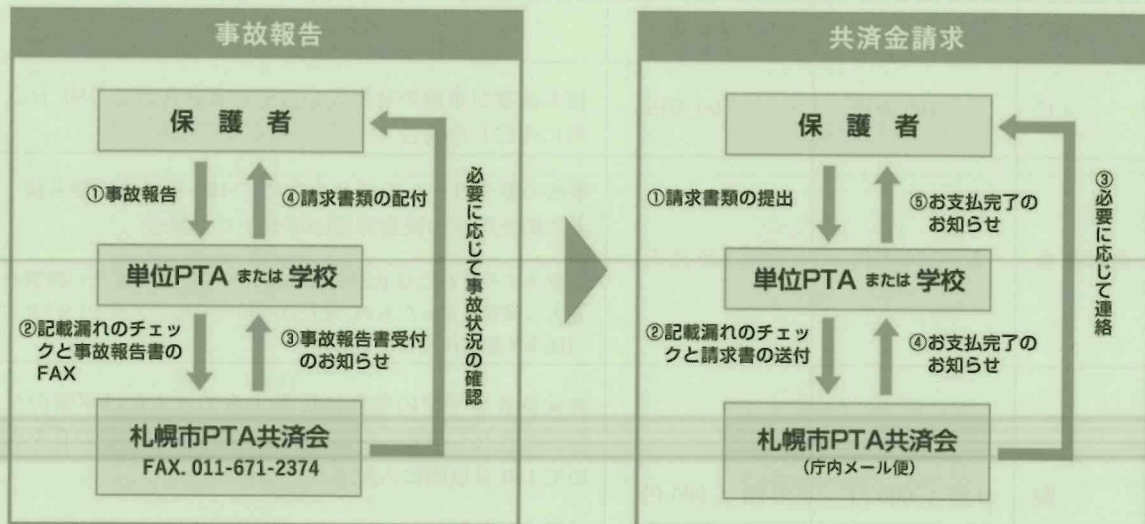 事故報告
保護者
①事故報告
④請求書類の配付
単位PTA または 学校
②記載漏れのチェッ
クと事故報告書の
FAX
③事故報告書受付
のお知らせ
札幌市PTA共済会
FAX. 011-671-2374
必要に応じて事故状況の確認
共済金請求
保護者
①請求書類の提出
⑤お支払完了の
お知らせ
単位PTA または 学校
②記載漏れのチェッ
クと請求書の送付
④お支払完了の
お知らせ
札幌市PTA共済会
(庁内メール便)
③必要に応じて連絡